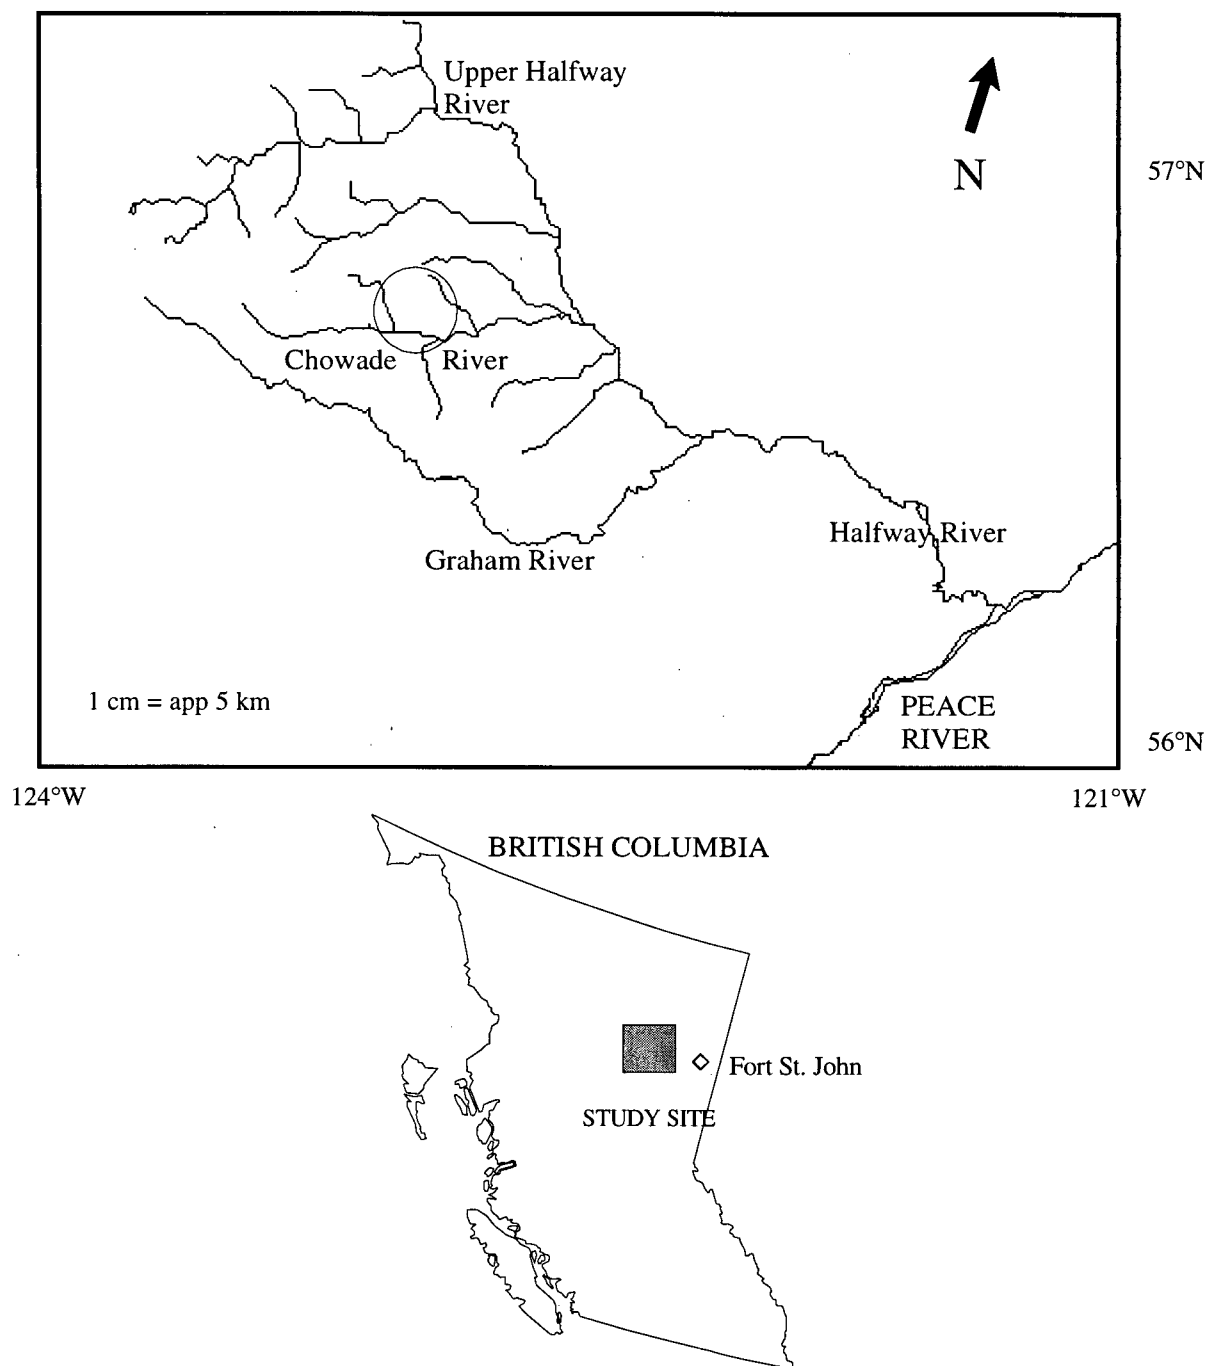 Upper Halfway
River
N
57°N
Chowade River
Graham River
Halfway River
1 cm = app 5 km
PEACE
RIVER
56°N
124°W
121°W
BRITISH COLUMBIA
Fort St. John
STUDY SITE